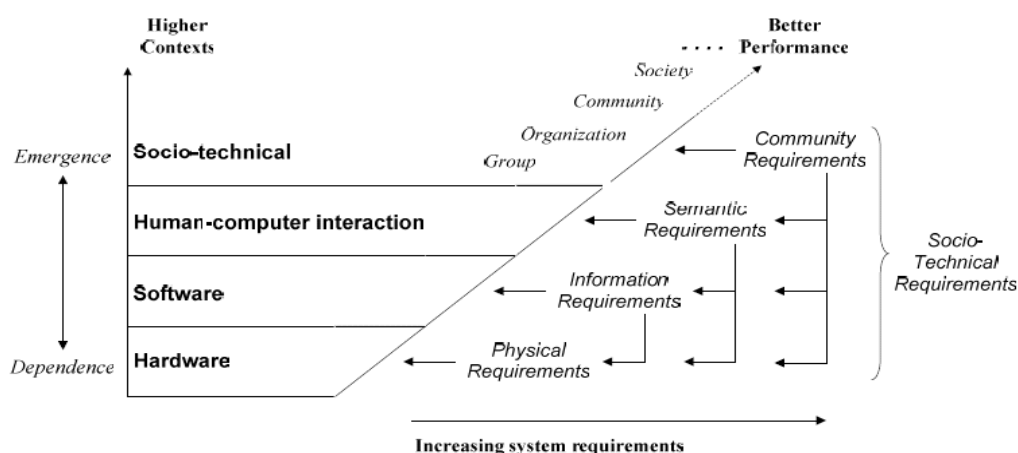 Higher
Contexts
Better
Performance
Society
Community
Organization
Group
Emergence
Socio-technical
Community
Requirements
Human-computer interaction
Semantic
Requirements
Socio-
Technical
Requirements
Software
Information
Requirements
Dependence
Hardware
Physical
Requirements
Increasing system requirements